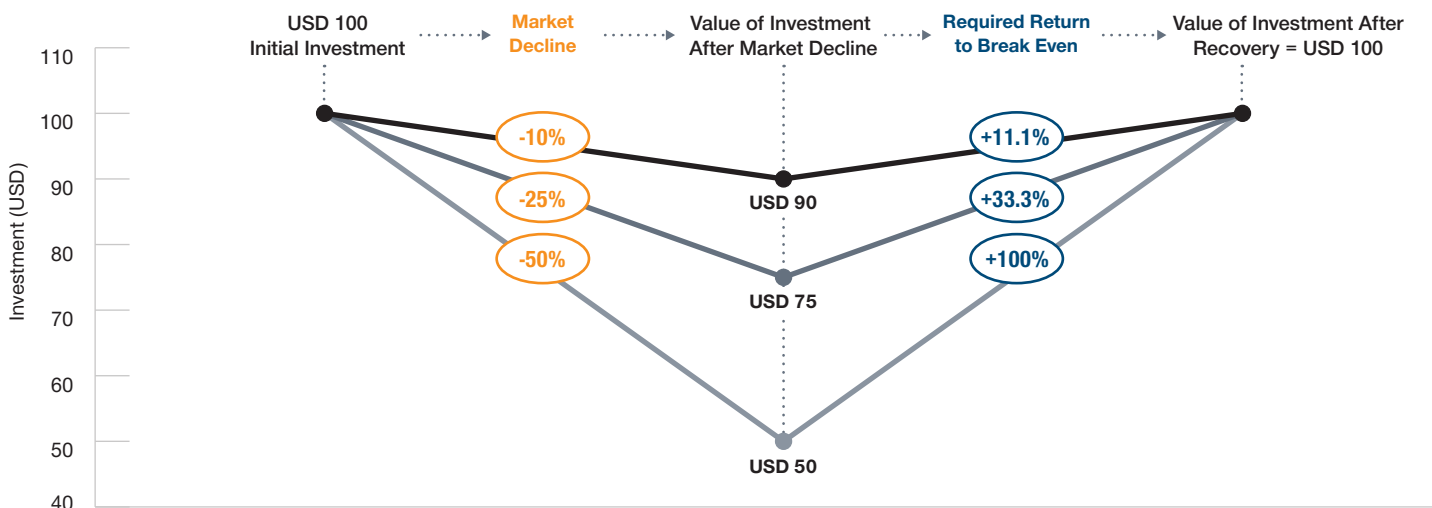 USD 100
Initial Investment
Market
Decline
Value of Investment
After Market Decline
Required Return
to Break Even
Value of Investment After
Recovery = USD 100
Investment (USD)
110
100
90
80
70
60
50
40
-10%
-25%
-50%
USD 90
USD 75
USD 50
+11.1%
+33.3%
+100%